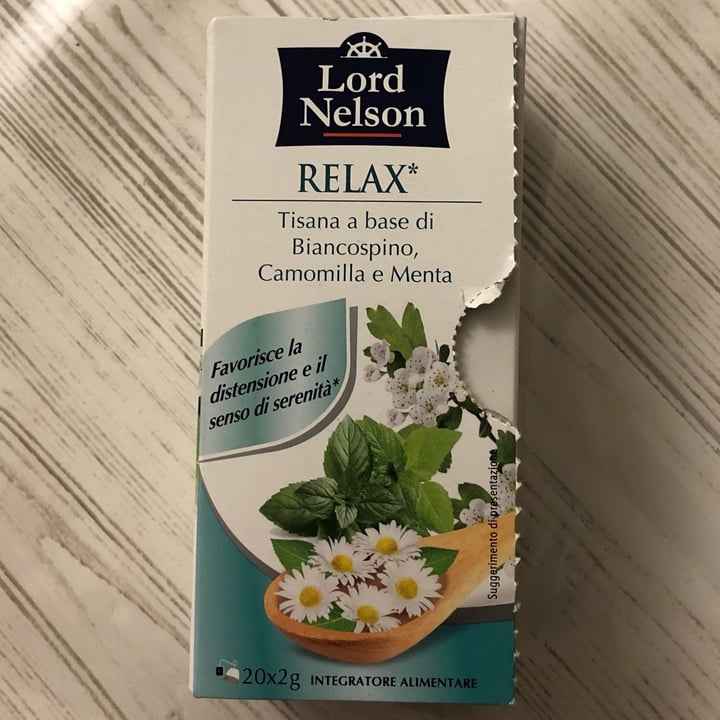 Lord
Nelson
RELAX*
Tisana a base di
Biancospino,
Camomilla e Menta
Favorisce la
distensione e il
senso di serenità*
Suggerimento di presentazione
20x2g INTEGRATORE ALIMENTARE